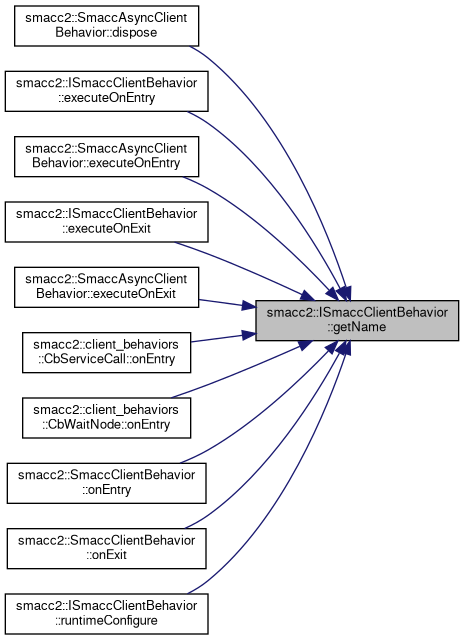 smacc2::SmaccAsyncClient
Behavior::dispose
smacc2::ISmaccClientBehavior
::executeOnEntry
smacc2::SmaccAsyncClient
Behavior::executeOnEntry
smacc2::ISmaccClientBehavior
::executeOnExit
smacc2::SmaccAsyncClient
Behavior::executeOnExit
smacc2::ISmaccClientBehavior
::getName
smacc2::client_behaviors
::CbServiceCall::onEntry
smacc2::client_behaviors
::CbWaitNode::onEntry
smacc2::SmaccClientBehavior
::onEntry
smacc2::SmaccClientBehavior
::onExit
smacc2::ISmaccClientBehavior
::runtimeConfigure